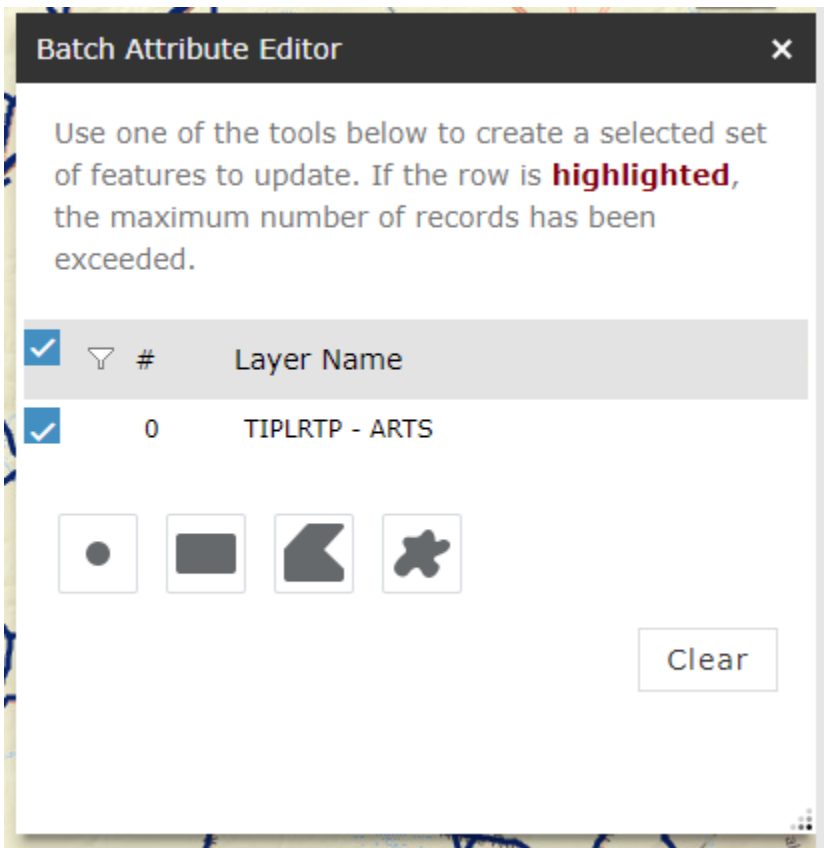 Batch Attribute Editor
Use one of the tools below to create a selected set
of features to update. If the row is highlighted,
the maximum number of records has been
exceeded.
# Layer Name
0 TIPLRTP - ARTS
Clear